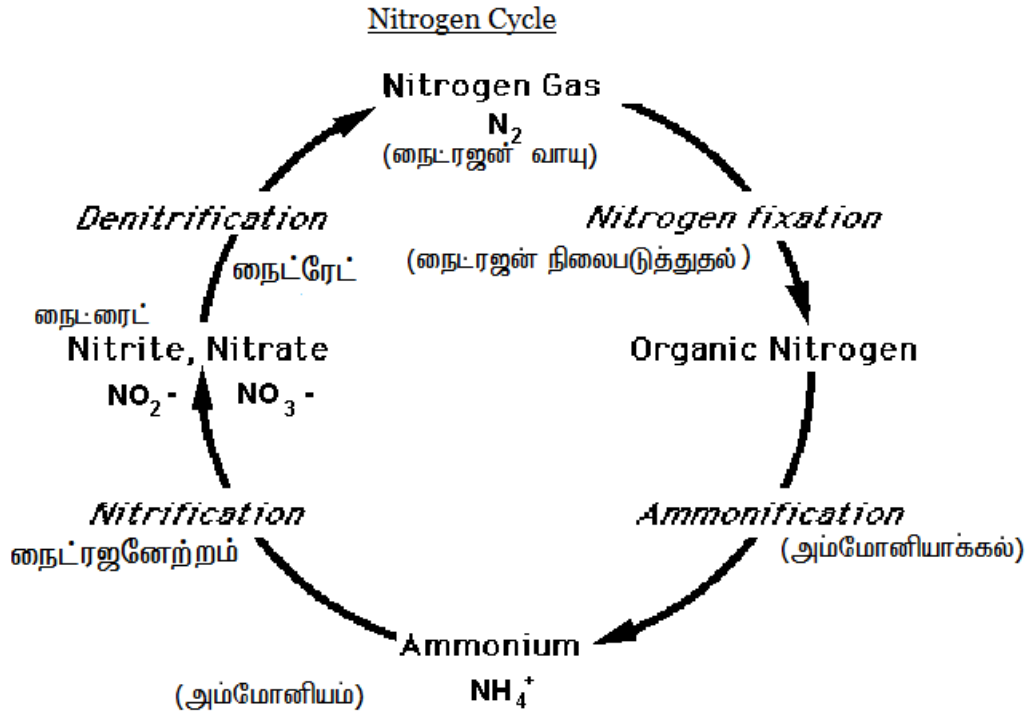 Nitrogen Cycle
Nitrogen Gas
N₂
(நைட்ரஜன் வாயு)
Denitrification
Nitrogen fixation
நைட்ரேட்
(நைட்ரஜன் நிலைபடுத்துதல்)
நைட்ரைட்
Nitrite, Nitrate
Organic Nitrogen
NO₂- NO₃-
Nitrification
Ammonification
நைட்ரஜனேற்றம்
(அம்மோனியாக்கல்)
Ammonium
(அம்மோனியம்)
NH₄⁺